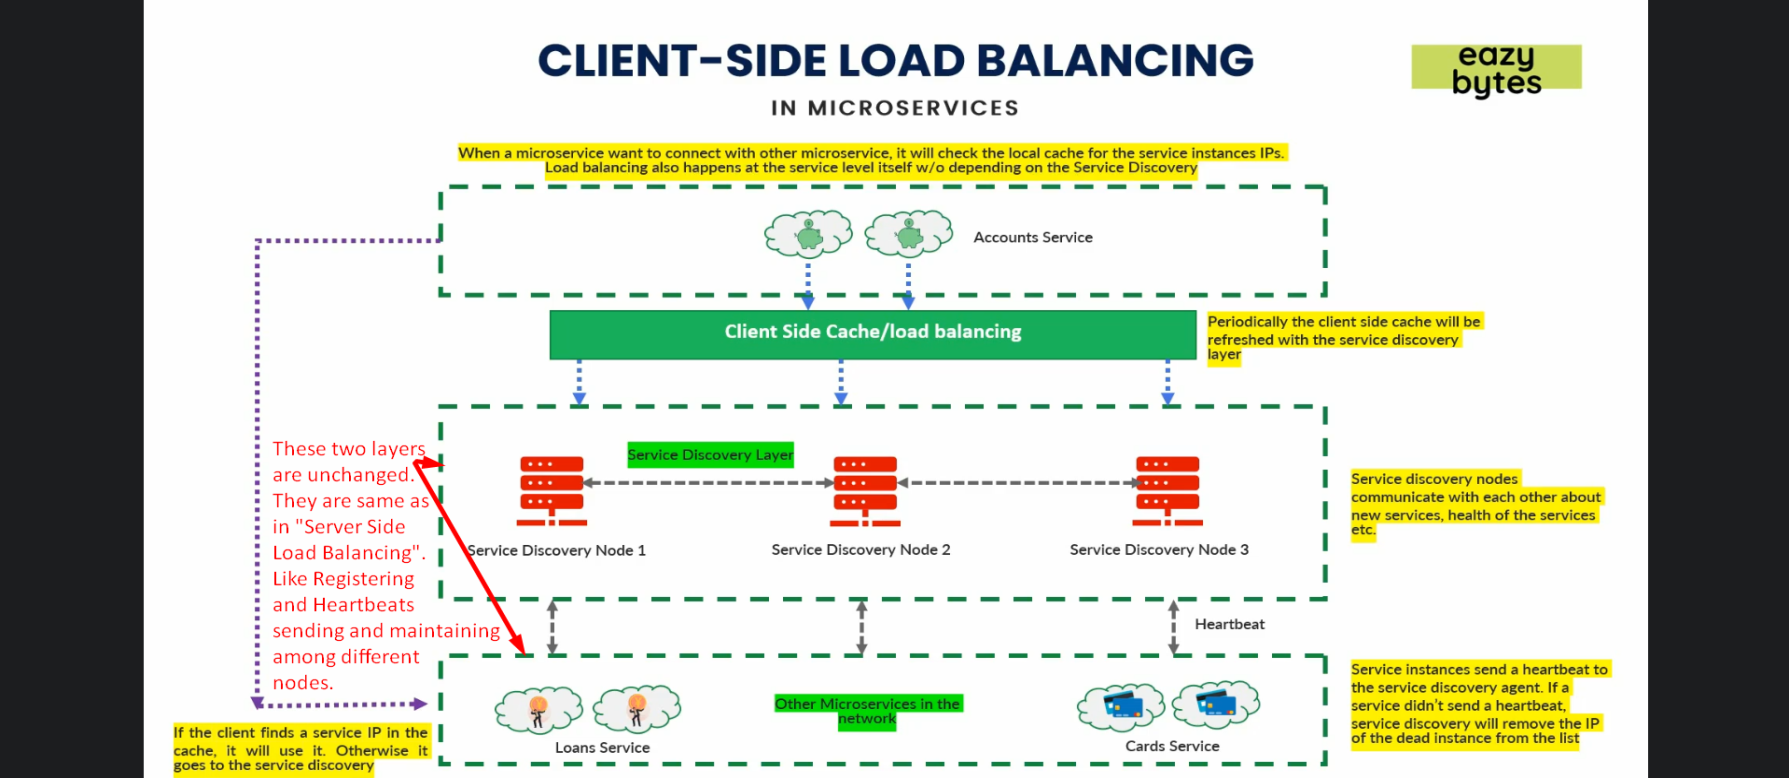 CLIENT-SIDE LOAD BALANCING
eazy
bytes
IN MICROSERVICES
When a microservice want to connect with other microservice, it will check the local cache for the service instances IPs.
Load balancing also happens at the service level itself w/o depending on the Service Discovery
Accounts Service
Client Side Cache/load balancing
Periodically the client side cache will be
refreshed with the service discovery
layer
These two layers
are unchanged.
They are same as
in "Server Side
Load Balancing".
Like Registering
and Heartbeats
sending and maintaining
among different
nodes.
Service Discovery Layer
Service Discovery Node 1
Service Discovery Node 2
Service Discovery Node 3
Service discovery nodes
communicate with each other about
new services, health of the services
etc.
Heartbeat
Loans Service
Other Microservices in the
network
Cards Service
Service instances send a heartbeat to
the service discovery agent. If a
service didn't send a heartbeat,
service discovery will remove the IP
of the dead instance from the list
If the client finds a service IP in the
cache, it will use it. Otherwise it
goes to the service discovery